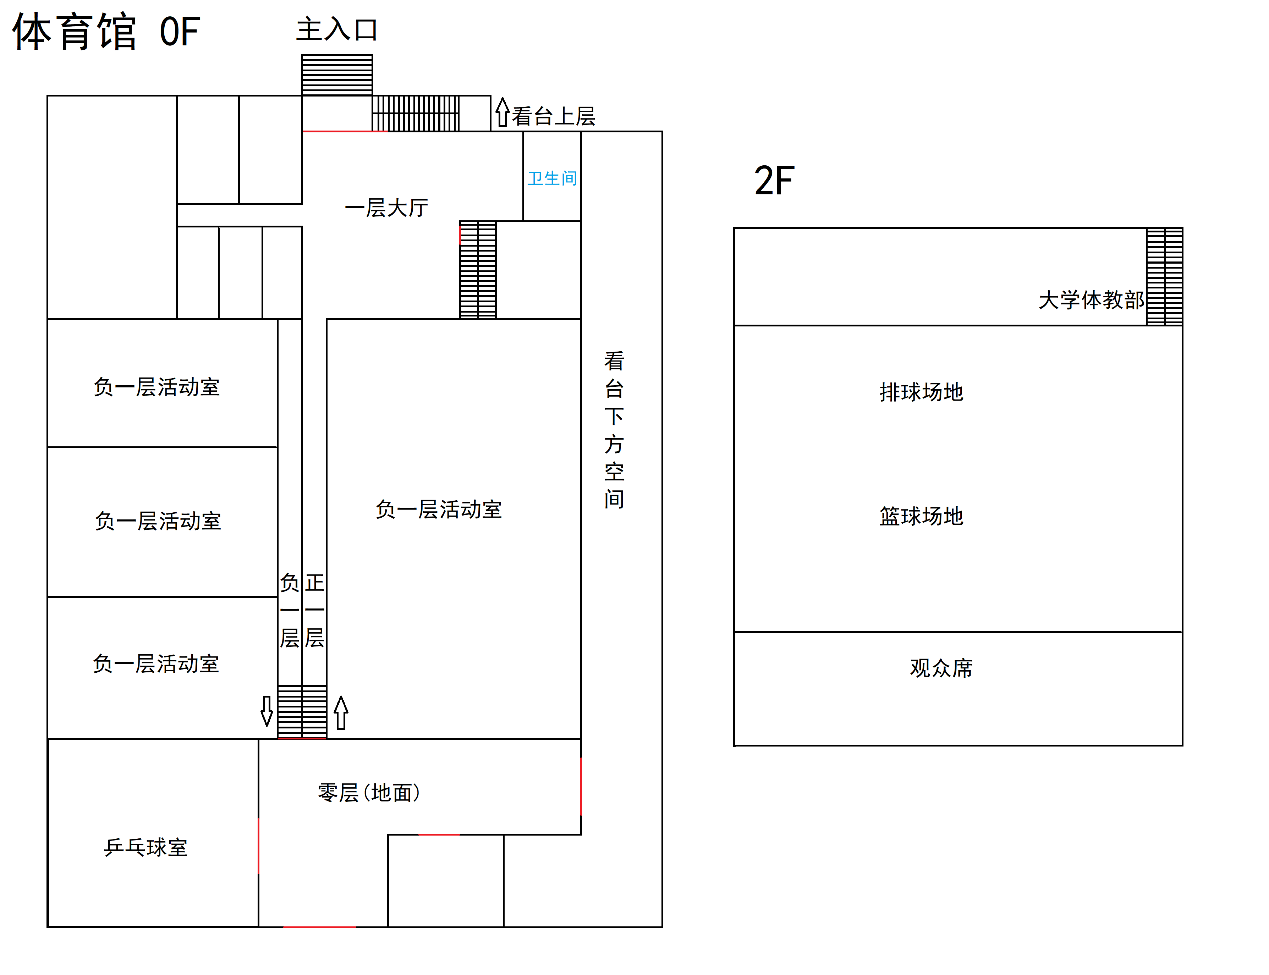 体育馆 0F
主入口
看台上层
卫生间
一层大厅
负一层活动室
负一层活动室
负一层活动室
负一层活动室
看台下方空间
负一层
正一层
零层(地面)
乒乓球室
2F
大学体教部
排球场地
篮球场地
观众席